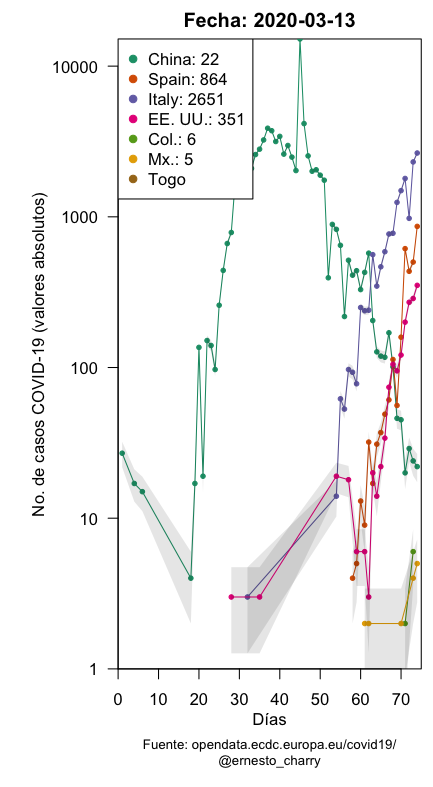 Fecha: 2020-03-13
No. de casos COVID-19 (valores absolutos)
10000
1000
100
10
1
China: 22
Spain: 864
Italy: 2651
EE. UU.: 351
Col.: 6
Mx.: 5
Togo
0 10 20 30 40 50 60 70
Días
Fuente: opendata.ecdc.europa.eu/covid19/
@ernesto_charry